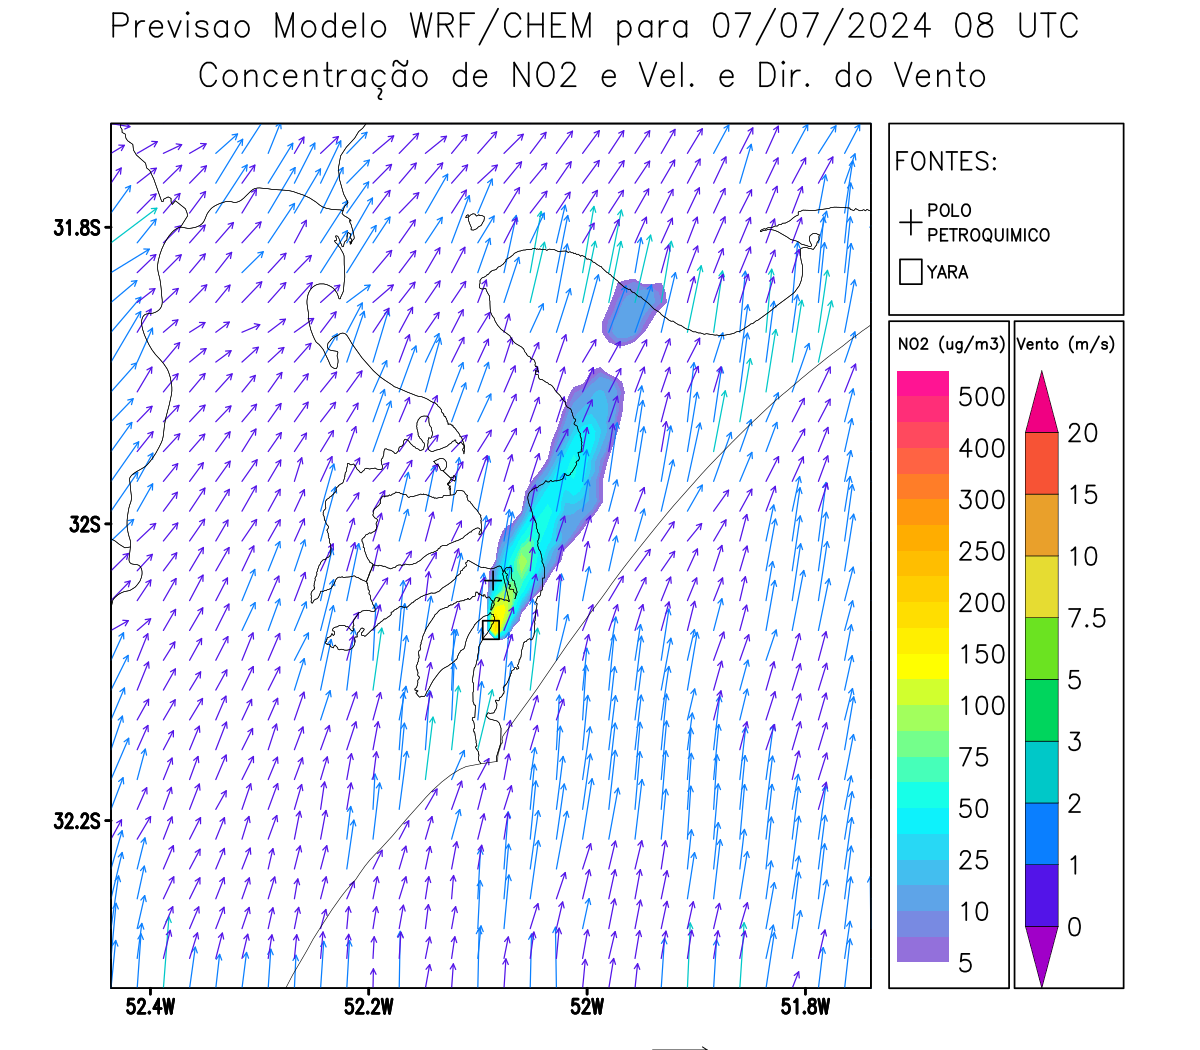 Previsao Modelo WRF/CHEM para 07/07/2024 08 UTC
Concentração de NO2 e Vel. e Dir. do Vento
FONTES:
POLO
PETROQUIMICO
YARA
31.8S
32S
32.2S
52.4W
52.2W
52W
51.8W
NO2 (ug/m3)
500
400
300
250
200
150
100
75
50
25
10
5
Vento (m/s)
20
15
10
7.5
5
3
2
1
0